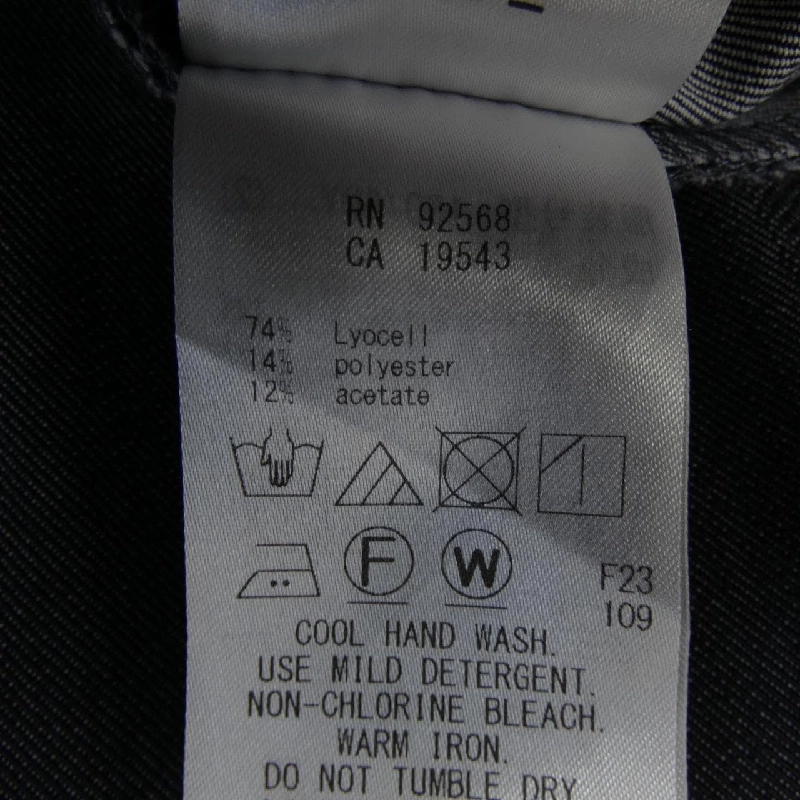 RN 92568
CA 19543
74% Lyocell
14% polyester
12% acetate
F W
F23
109
COOL HAND WASH.
USE MILD DETERGENT.
NON-CHLORINE BLEACH.
WARM IRON.
DO NOT TUMBLE DRY